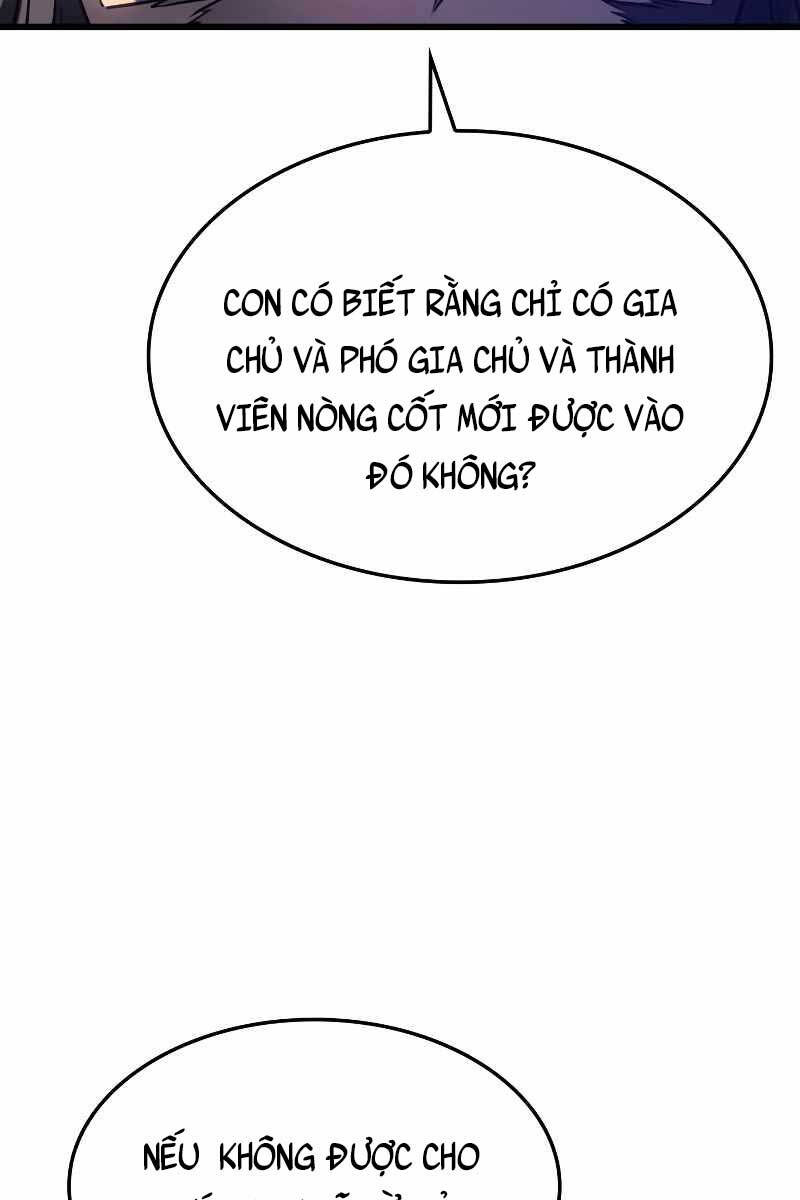 CON CÓ BIẾT RẰNG CHỈ CÓ GIA
CHỦ VÀ PHÓ GIA CHỦ VÀ THÀNH
VIÊN NÒNG CỐT MỚI ĐƯỢC VÀO
ĐÓ KHÔNG?
NẾU KHÔNG ĐƯỢC CHO